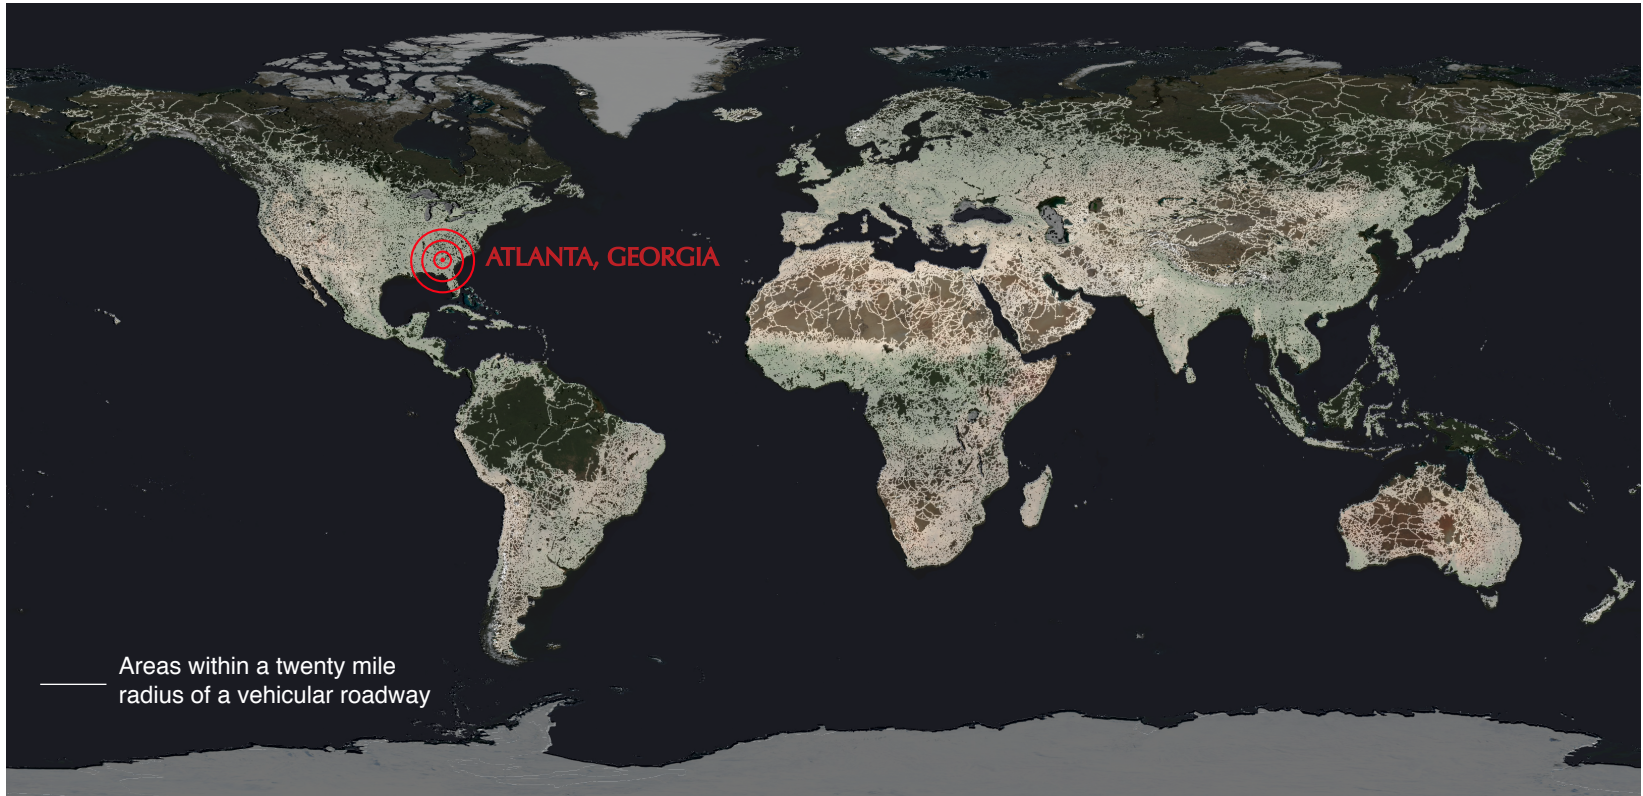 ATLANTA, GEORGIA
Areas within a twenty mile
radius of a vehicular roadway